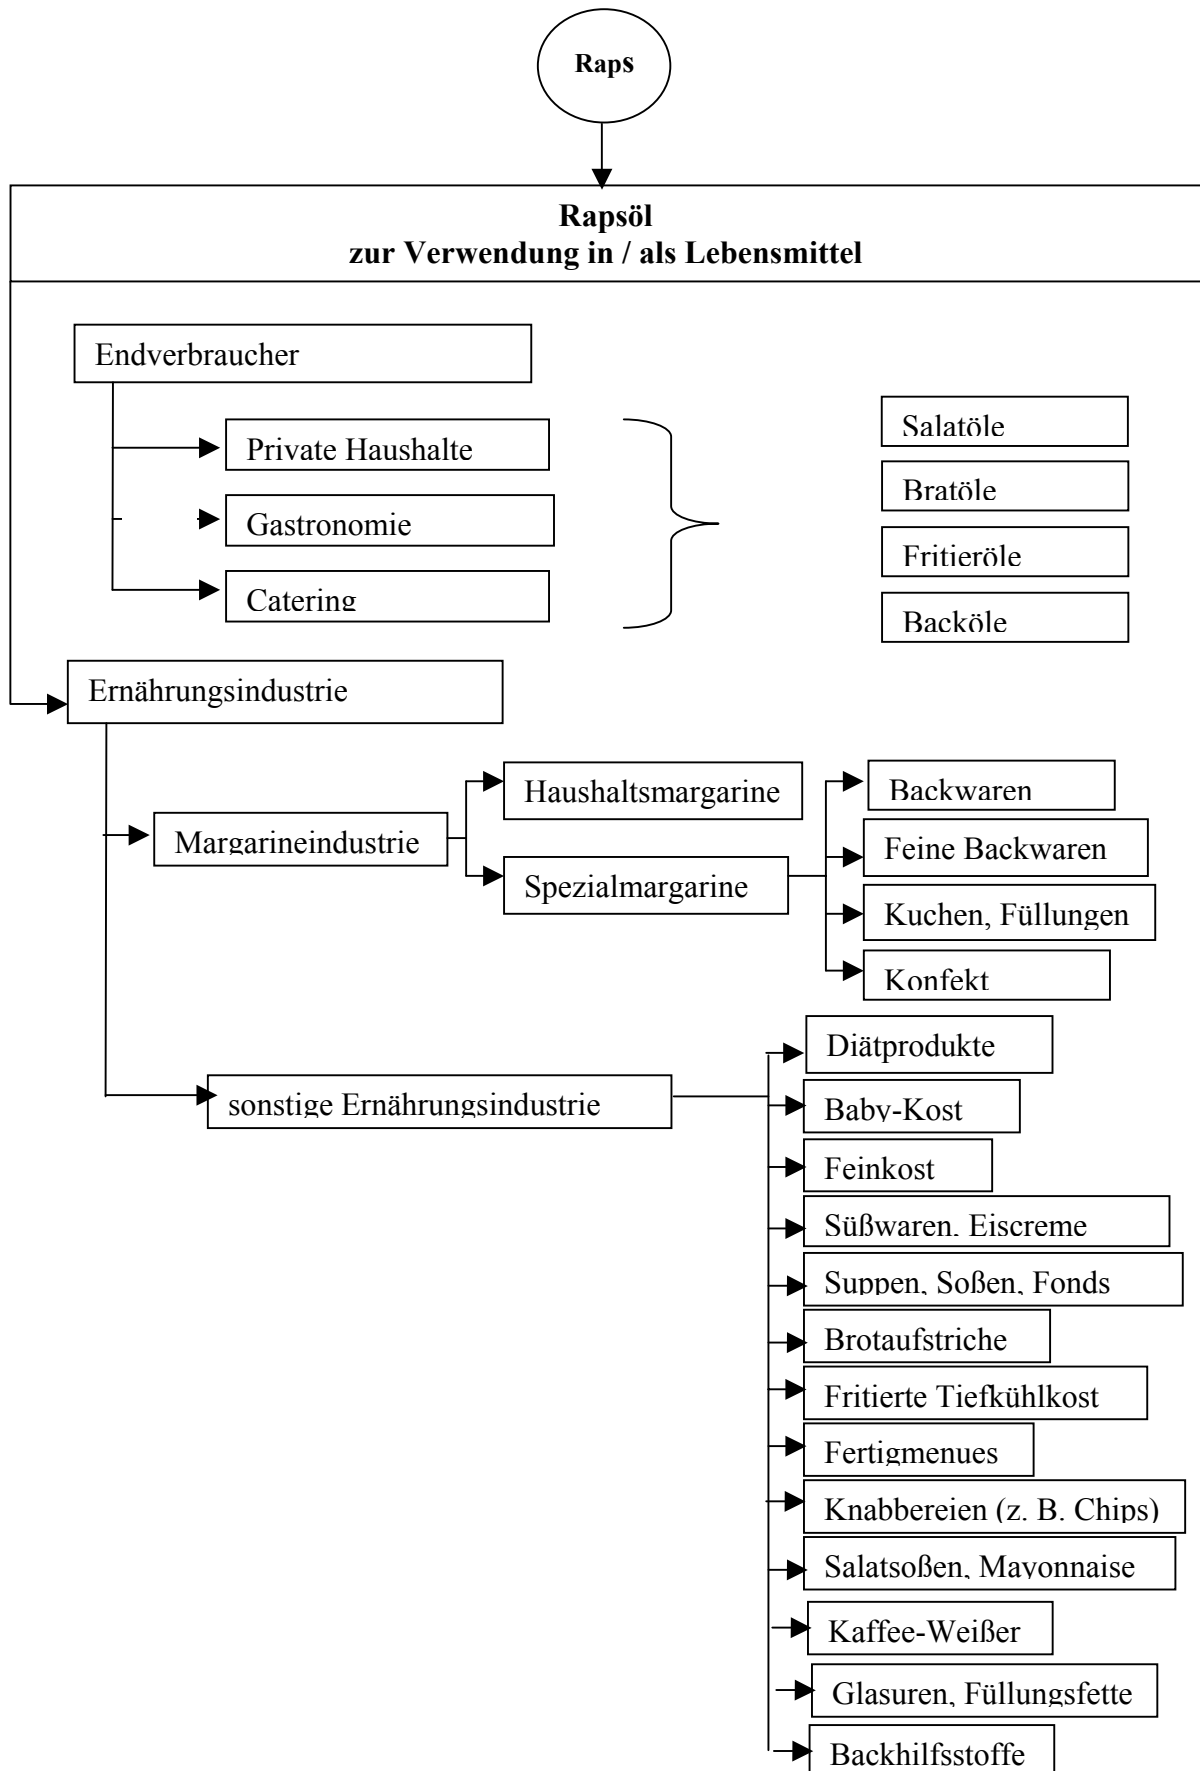 Raps
Rapsöl
zur Verwendung in / als Lebensmittel
Endverbraucher
Private Haushalte
Gastronomie
Catering
Salatöle
Bratöle
Fritieröle
Backöle
Ernährungsindustrie
Margarineindustrie
Haushaltsmargarine
Spezialmargarine
Backwaren
Feine Backwaren
Kuchen, Füllungen
Konfekt
sonstige Ernährungsindustrie
Diätprodukte
Baby-Kost
Feinkost
Süßwaren, Eiscreme
Suppen, Soßen, Fonds
Brotaufstriche
Fritierte Tiefkühlkost
Fertigmenues
Knabbereien (z. B. Chips)
Salatsoßen, Mayonnaise
Kaffee-Weißer
Glasuren, Füllungsfette
Backhilfsstoffe